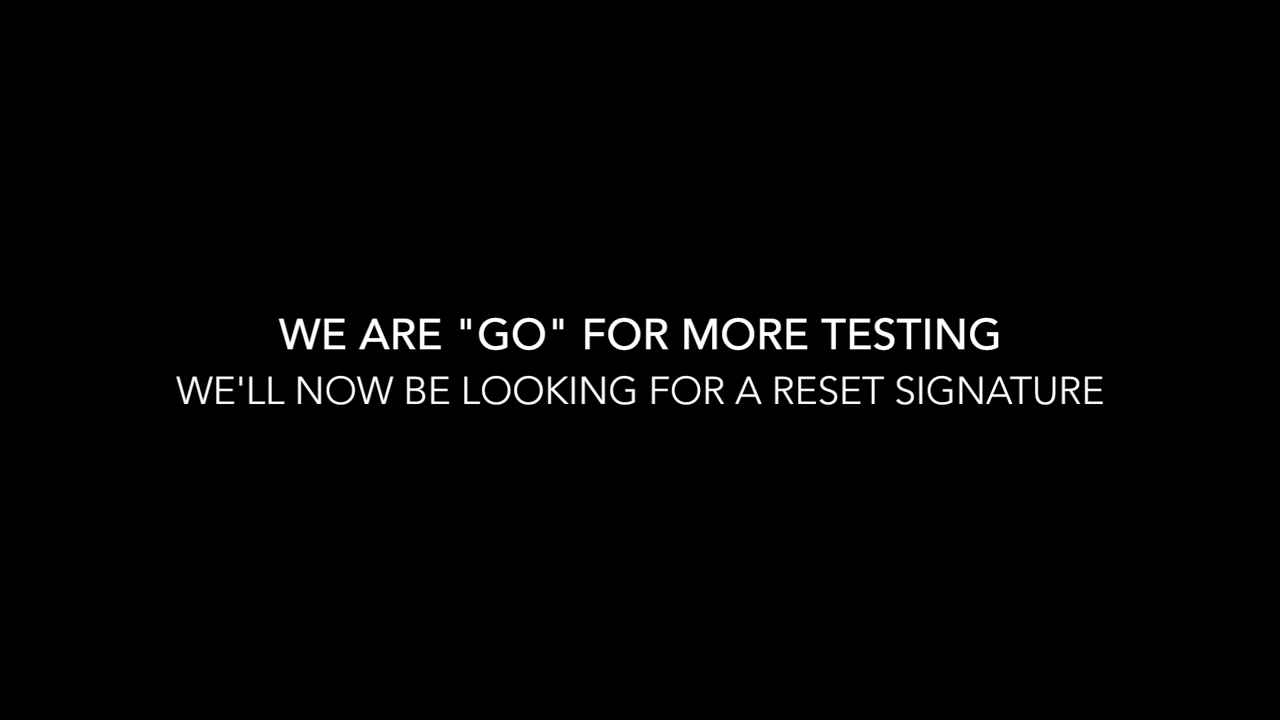 WE ARE "GO" FOR MORE TESTING
WE'LL NOW BE LOOKING FOR A RESET SIGNATURE